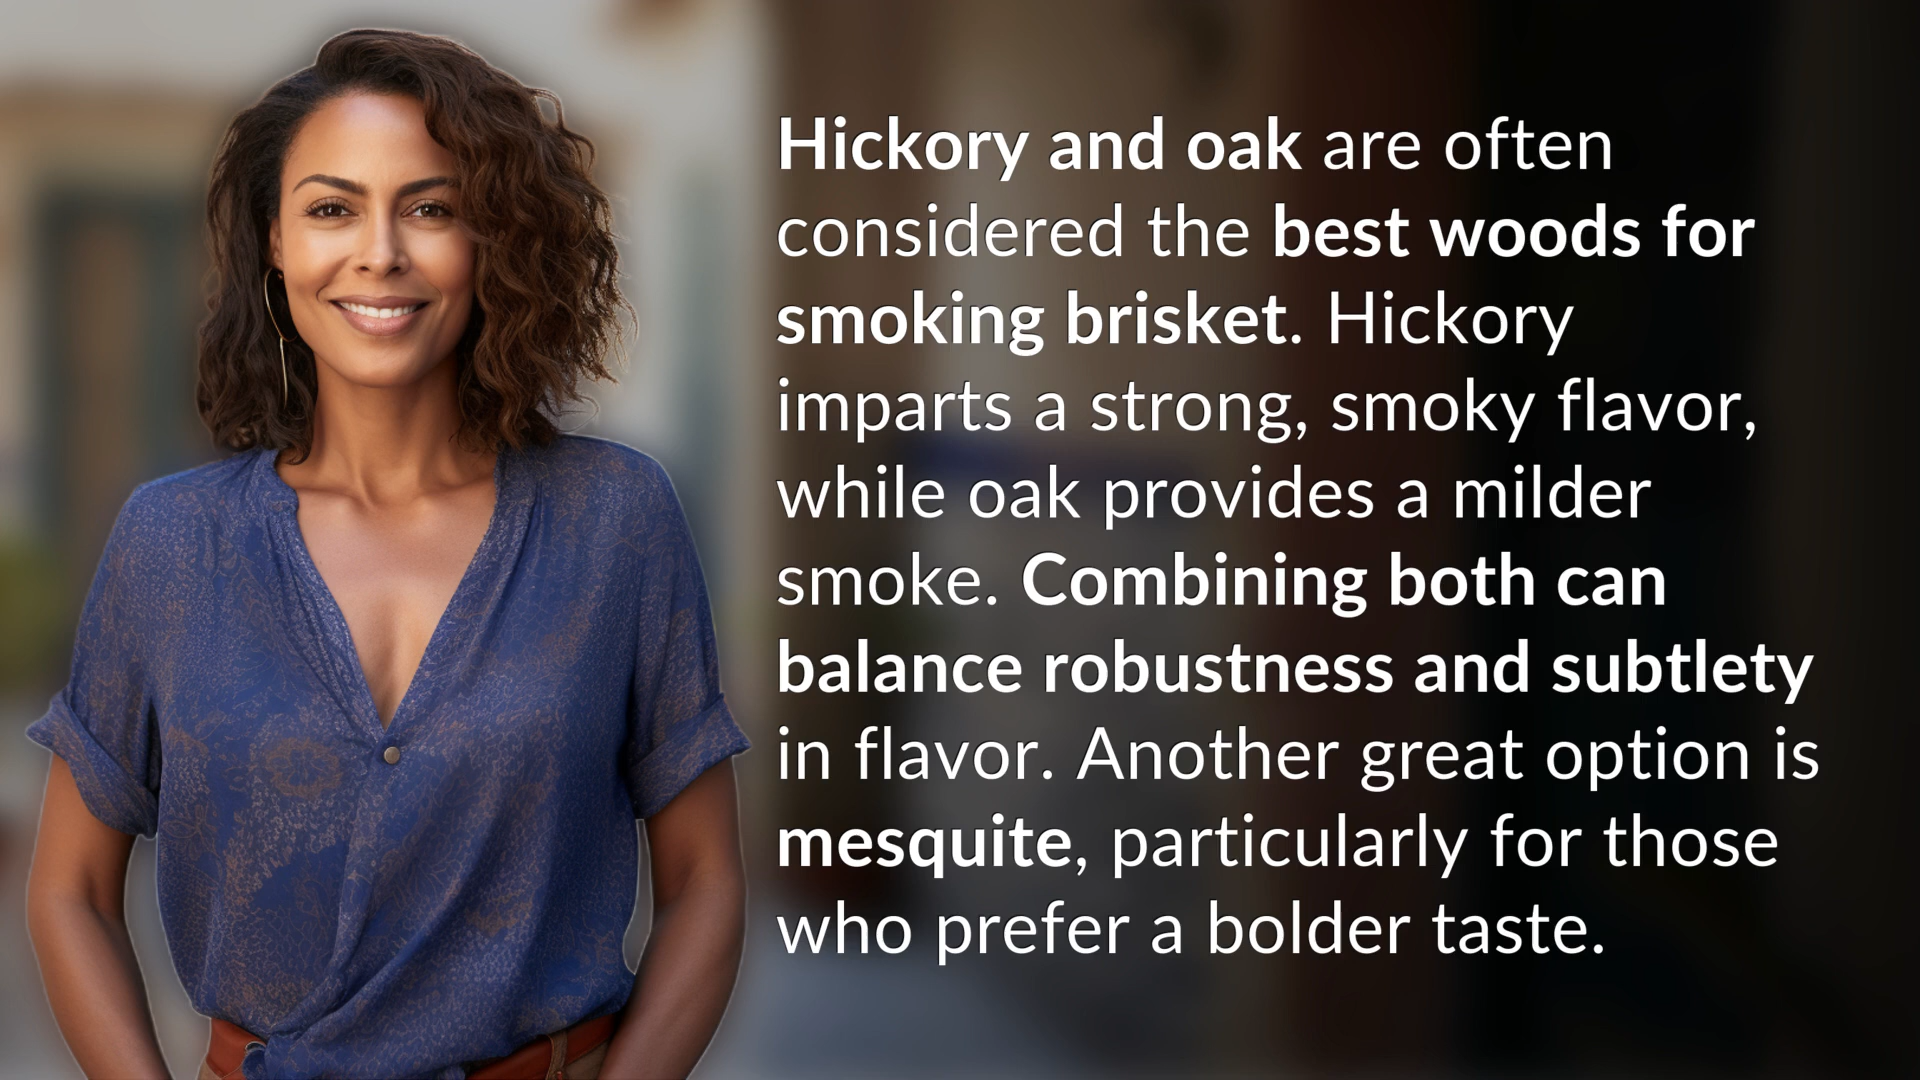 Hickory and oak are often
considered the best woods for
smoking brisket. Hickory
imparts a strong, smoky flavor,
while oak provides a milder
smoke. Combining both can
balance robustness and subtlety
in flavor. Another great option is
mesquite, particularly for those
who prefer a bolder taste.